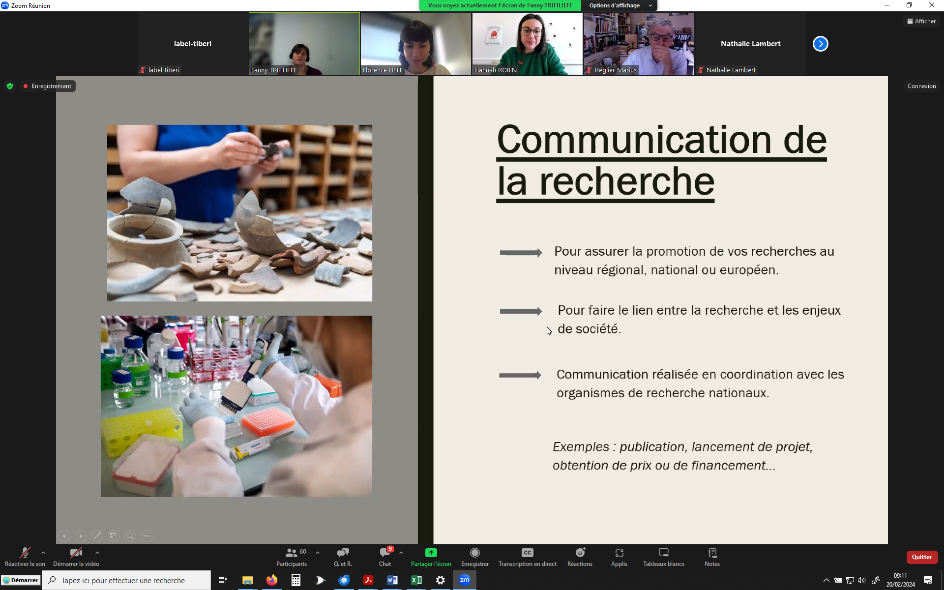 Zoom Réunion
Vous voyez actuellement l'écran de Fanny TRIFILIEFF
Options d'affichage
Afficher
label-tiberi
Nathalie Lambert
label-tiberi
Hannah ROBIN
Régnier Marius
Nathalie Lambert
Enregistrement
Connexion
Communication de
la recherche
Pour assurer la promotion de vos recherches au
niveau régional, national ou européen.
Pour faire le lien entre la recherche et les enjeux
de société.
Communication réalisée en coordination avec les
organismes de recherche nationaux.
Exemples : publication, lancement de projet,
obtention de prix ou de financement...
60
Réactiver le son
Démarrer la vidéo
Participants
Q. et R.
Chat
Partager l'écran
Enregistrer
Transcription en direct
Réactions
Applis
Tableaux blancs
Notes
Quitter
Démarrer
Tapez ici pour effectuer une recherche
09:11
20/02/2024